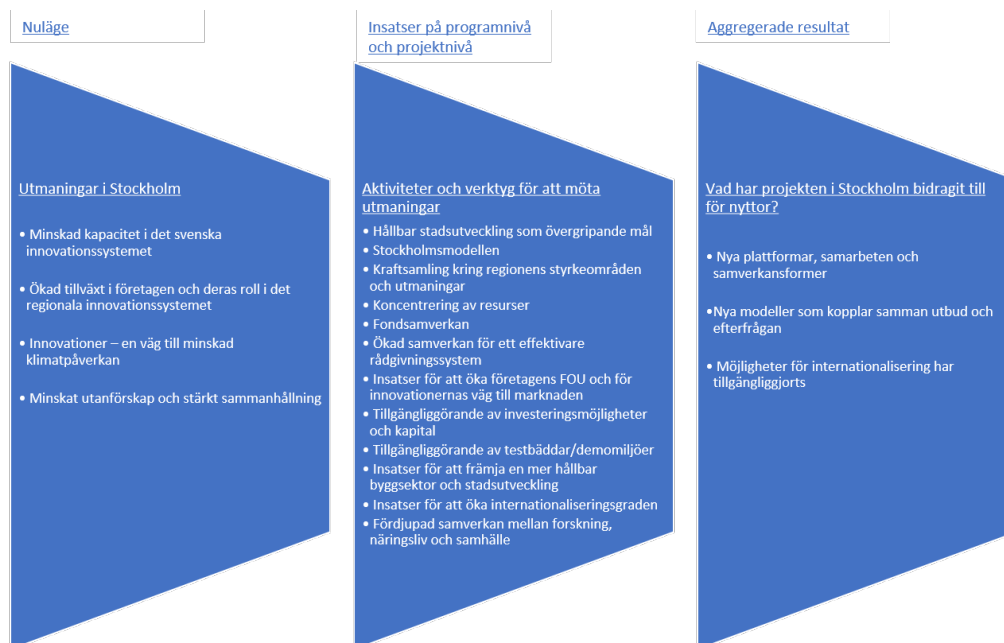 Nuläge
Utmaningar i Stockholm
• Minskad kapacitet i det svenska
innovationssystemet
• Ökad tillväxt i företagen och deras roll i det
regionala innovationssystemet
• Innovationer – en väg till minskad
klimatpåverkan
• Minskat utanförskap och stärkt sammanhållning
Insatser på programnivå
och projektnivå
Aktiviteter och verktyg för att möta
utmaningar
• Hållbar stadsutveckling som övergripande mål
• Stockholmsmodellen
• Kraftsamling kring regionens styrkeområden
och utmaningar
• Koncentrering av resurser
• Fondsamverkan
• Ökad samverkan för ett effektivare
rådgivningssystem
• Insatser för att öka företagens FOU och för
innovationernas väg till marknaden
• Tillgängliggörande av investeringsmöjligheter
och kapital
• Tillgängliggörande av testbäddar/demomiljöer
• Insatser för att främja en mer hållbar
byggsektor och stadsutveckling
• Insatser för att öka internationaliseringsgraden
• Fördjupad samverkan mellan forskning,
näringsliv och samhälle
Aggregerade resultat
Vad har projekten i Stockholm bidragit till
för nyttor?
• Nya plattformar, samarbeten och
samverkansformer
•Nya modeller som kopplar samman utbud och
efterfrågan
• Möjligheter för internationalisering har
tillgängliggjorts